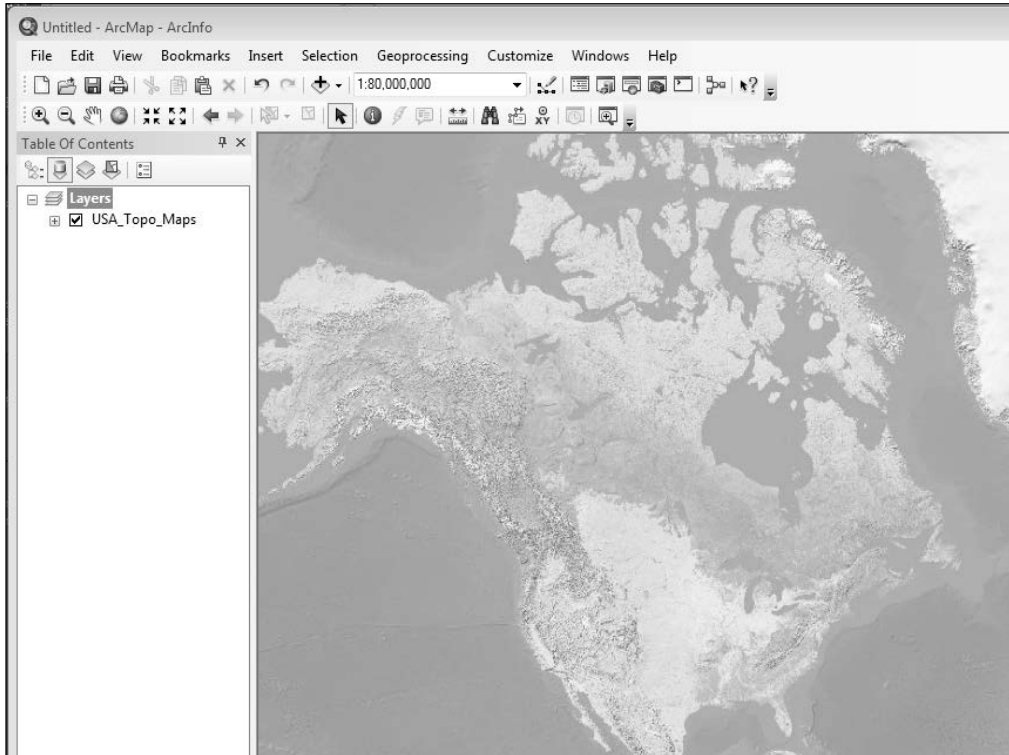 Untitled - ArcMap - ArcInfo
File Edit View Bookmarks Insert Selection Geoprocessing Customize Windows Help
1:80,000,000
XY
Table Of Contents
Layers
USA_Topo_Maps